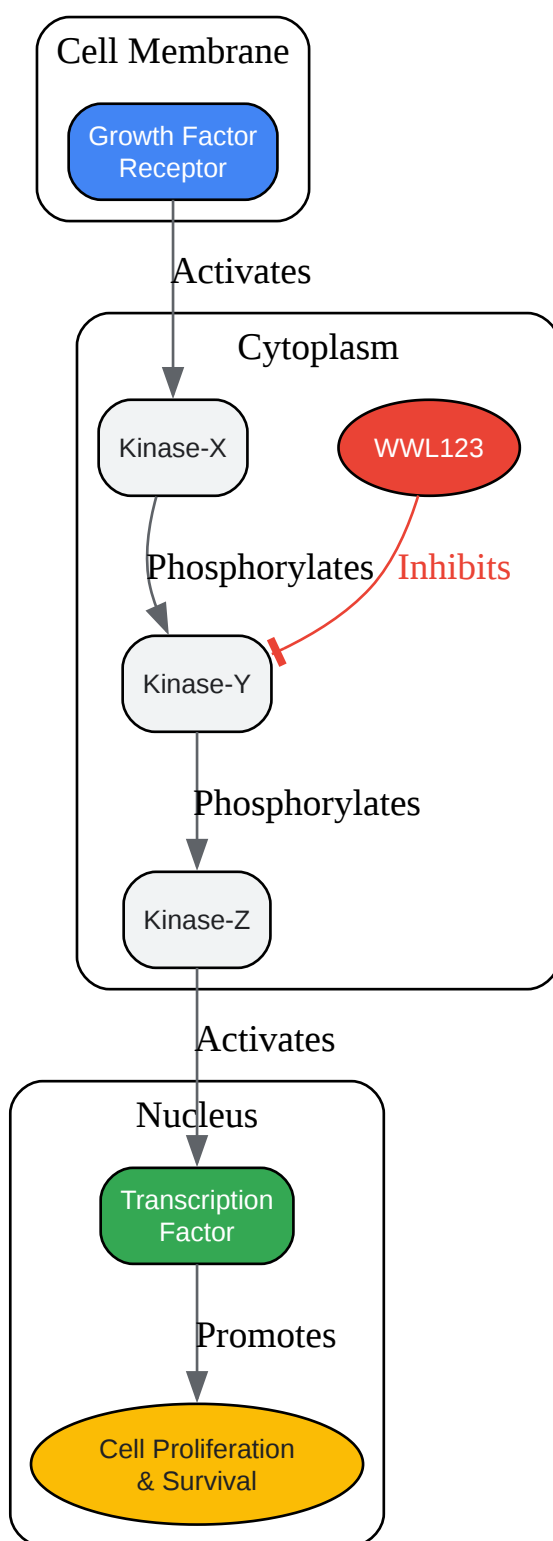 Cell Membrane
Growth Factor
Receptor
Activates
Cytoplasm
Kinase-X
WWL123
Phosphorylates
Inhibits
Kinase-Y
Phosphorylates
Kinase-Z
Activates
Nucleus
Transcription
Factor
Promotes
Cell Proliferation
& Survival